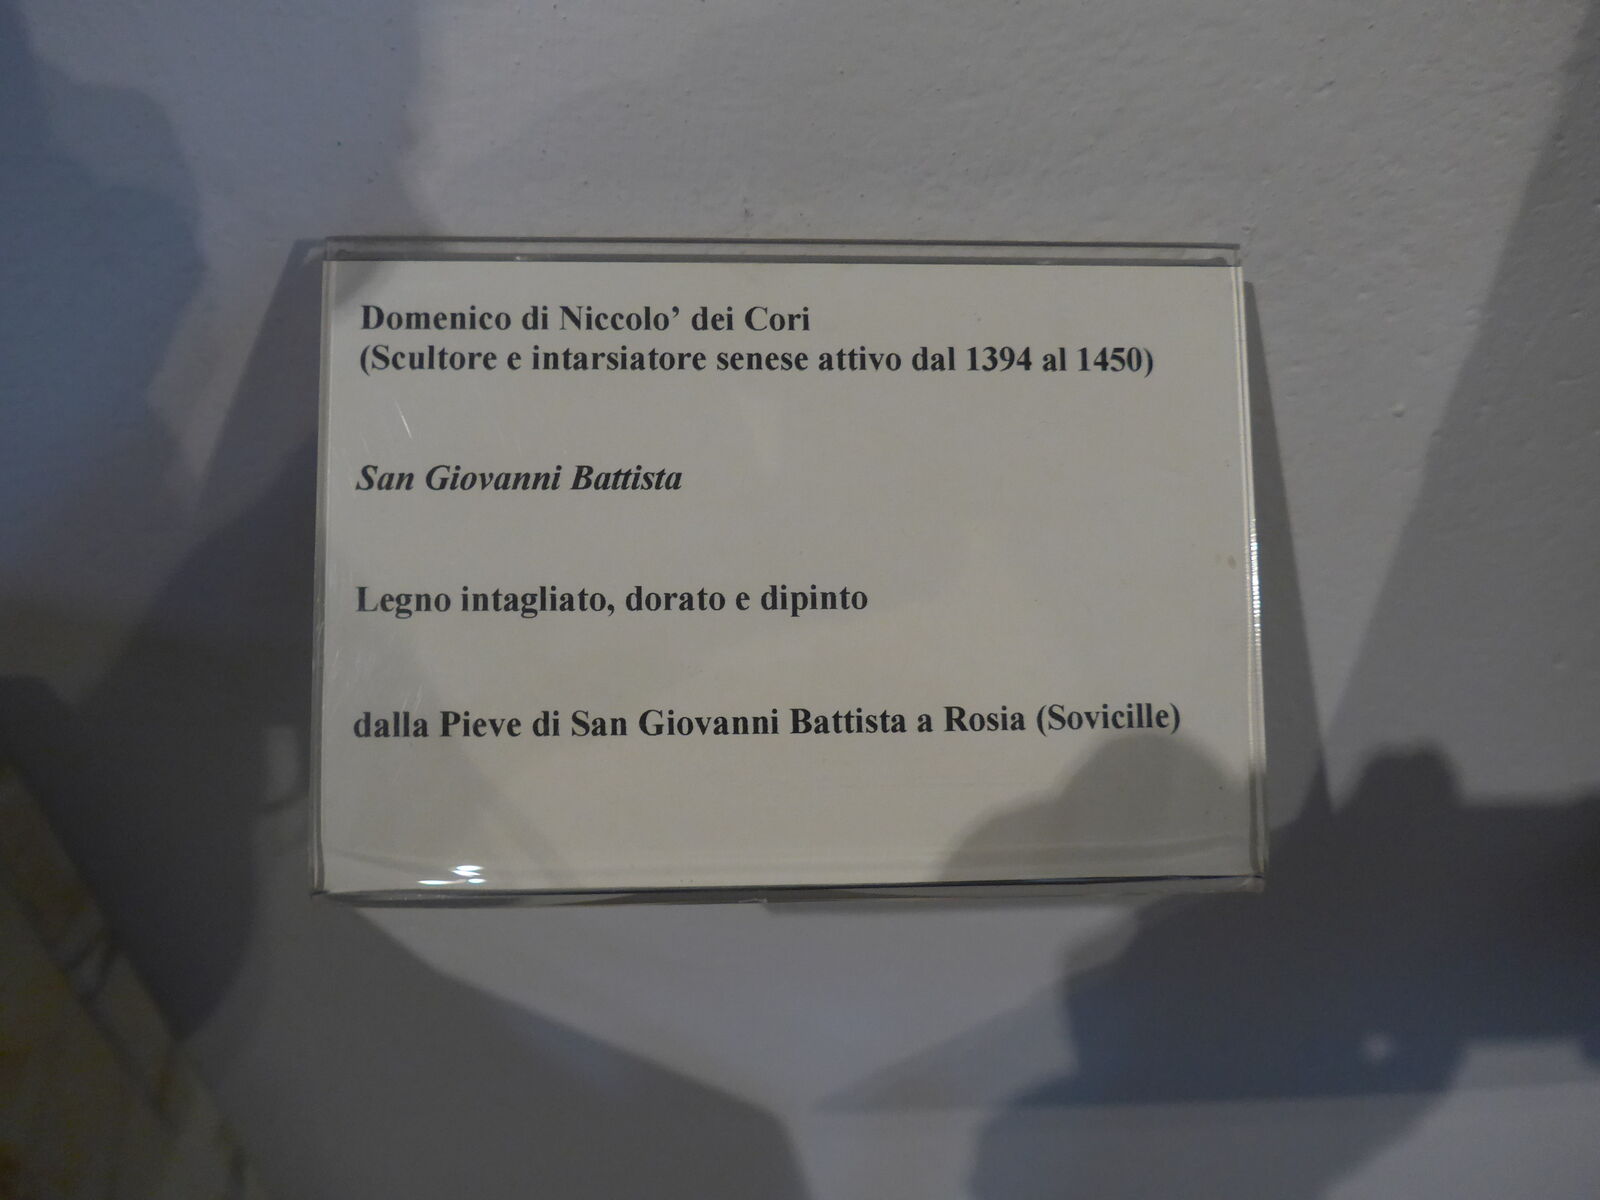 Domenico di Niccolo’ dei Cori
(Scultore e intarsiatore senese attivo dal 1394 al 1450)
San Giovanni Battista
Legno intagliato, dorato e dipinto
dalla Pieve di San Giovanni Battista a Rosia (Sovicille)